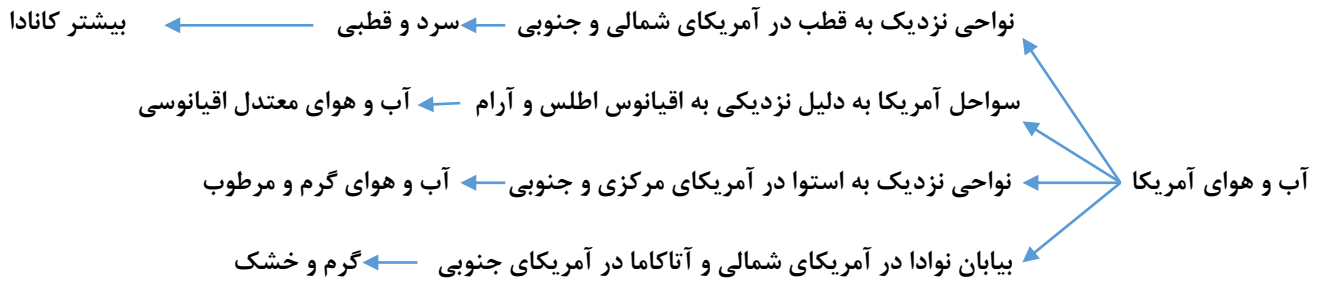 نواحی نزدیک به قطب در آمریکای شمالی و جنوبی سرد و قطبی بیشتر کانادا
سواحل آمریکا به دلیل نزدیکی به اقیانوس اطلس و آرام آب و هوای معتدل اقیانوسی
آب و هوای آمریکا نواحی نزدیک به استوا در آمریکای مرکزی و جنوبی آب و هوای گرم و مرطوب
بیابان نوادا در آمریکای شمالی و آتاکاما در آمریکای جنوبی گرم و خشک